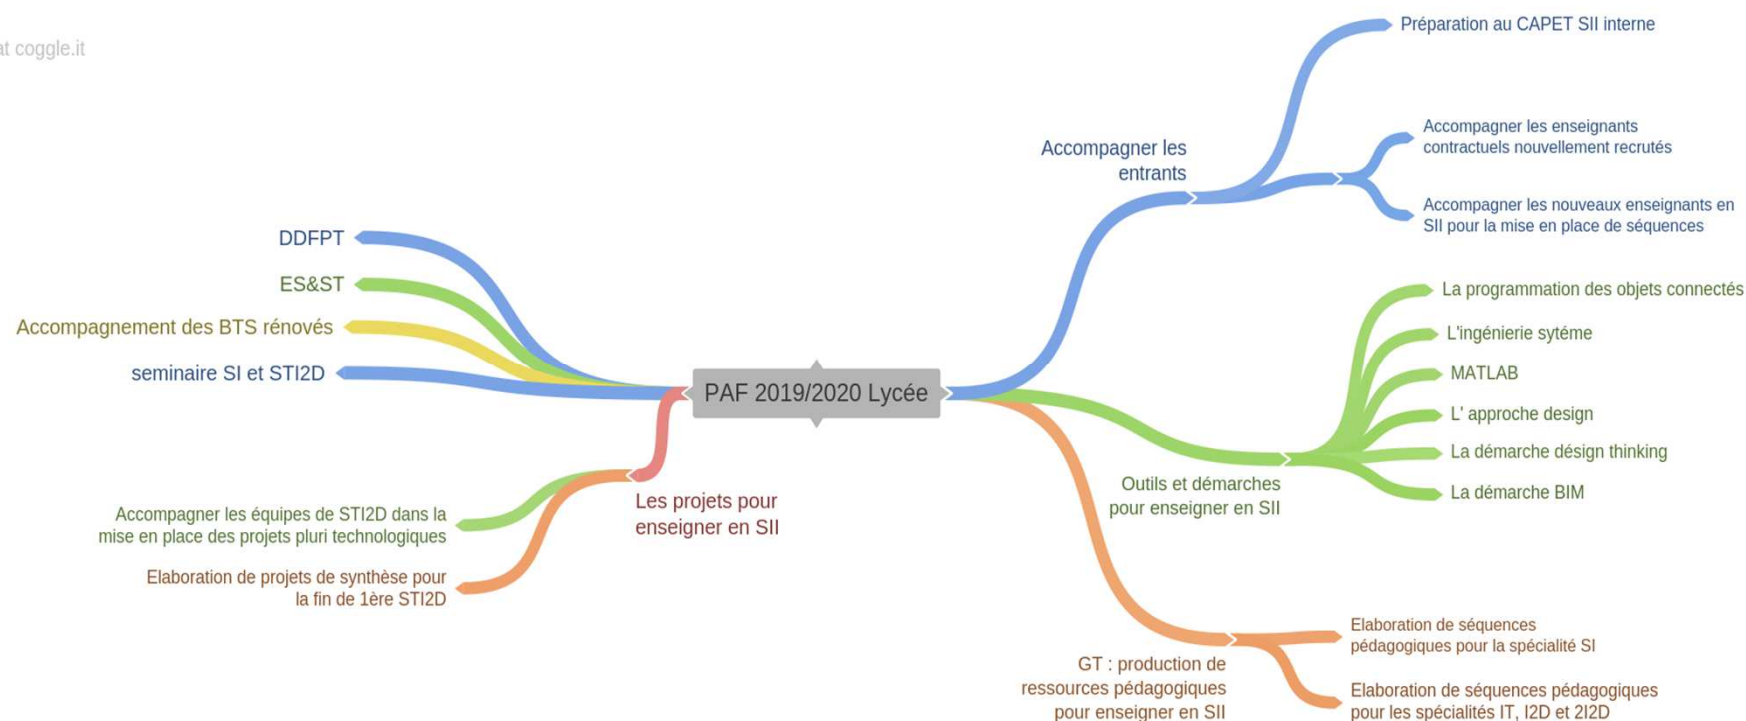 at coggle.it
PAF 2019/2020 Lycée
Accompagner les
entrants
Préparation au CAPET SII interne
Accompagner les enseignants
contractuels nouvellement recrutés
Accompagner les nouveaux enseignants en
SII pour la mise en place de séquences
Outils et démarches
pour enseigner en SII
La programmation des objets connectés
L'ingénierie sytéme
MATLAB
L' approche design
La démarche désign thinking
La démarche BIM
GT : production de
ressources pédagogiques
pour enseigner en SII
Elaboration de séquences
pédagogiques pour la spécialité SI
Elaboration de séquences pédagogiques
pour les spécialités IT, I2D et 2I2D
DDFPT
ES&ST
Accompagnement des BTS rénovés
seminaire SI et STI2D
Les projets pour
enseigner en SII
Accompagner les équipes de STI2D dans la
mise en place des projets pluri technologiques
Elaboration de projets de synthèse pour
la fin de 1ère STI2D